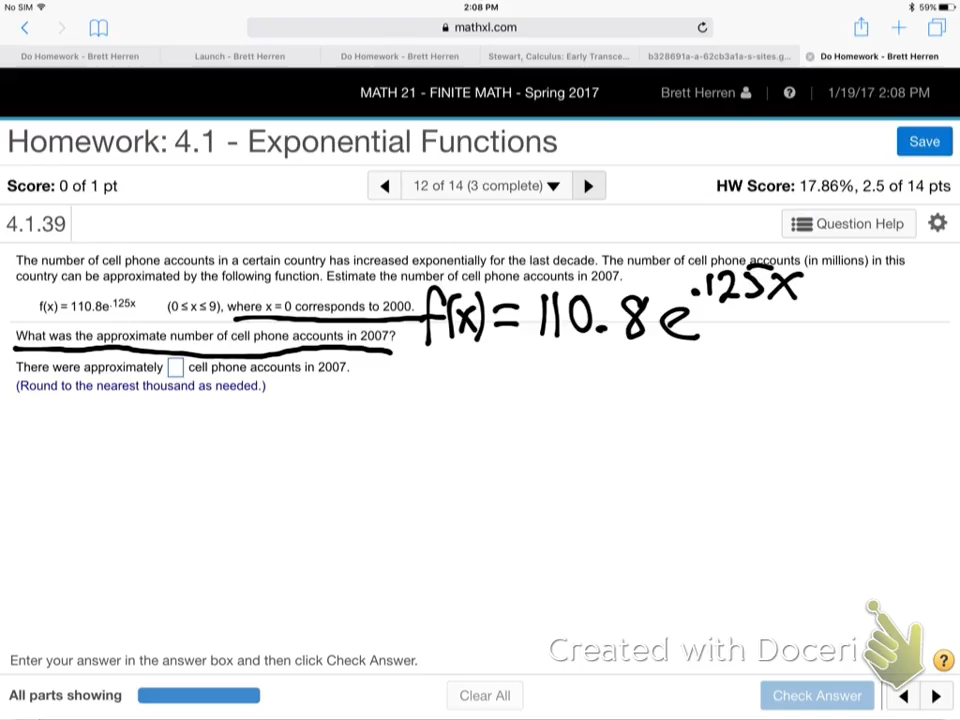 No SIM 2:08 PM 59%
mathxl.com
Do Homework - Brett Herren Launch - Brett Herren Do Homework - Brett Herren Stewart, Calculus: Early Transce... b328691a-a-62cb3a1a-s-sites.g... Do Homework - Brett Herren
MATH 21 - FINITE MATH - Spring 2017 Brett Herren ? 1/19/17 2:08 PM
Homework: 4.1 - Exponential Functions Save
Score: 0 of 1 pt 12 of 14 (3 complete) HW Score: 17.86%, 2.5 of 14 pts
4.1.39 Question Help
The number of cell phone accounts in a certain country has increased exponentially for the last decade. The number of cell phone accounts (in millions) in this
country can be approximated by the following function. Estimate the number of cell phone accounts in 2007.
f(x) = 110.8e^.125x (0 ≤ x ≤ 9), where x = 0 corresponds to 2000.
f(x) = 110.8e^.125x
What was the approximate number of cell phone accounts in 2007?
There were approximately cell phone accounts in 2007.
(Round to the nearest thousand as needed.)
Created with Doceri
Enter your answer in the answer box and then click Check Answer. ?
All parts showing Clear All Check Answer